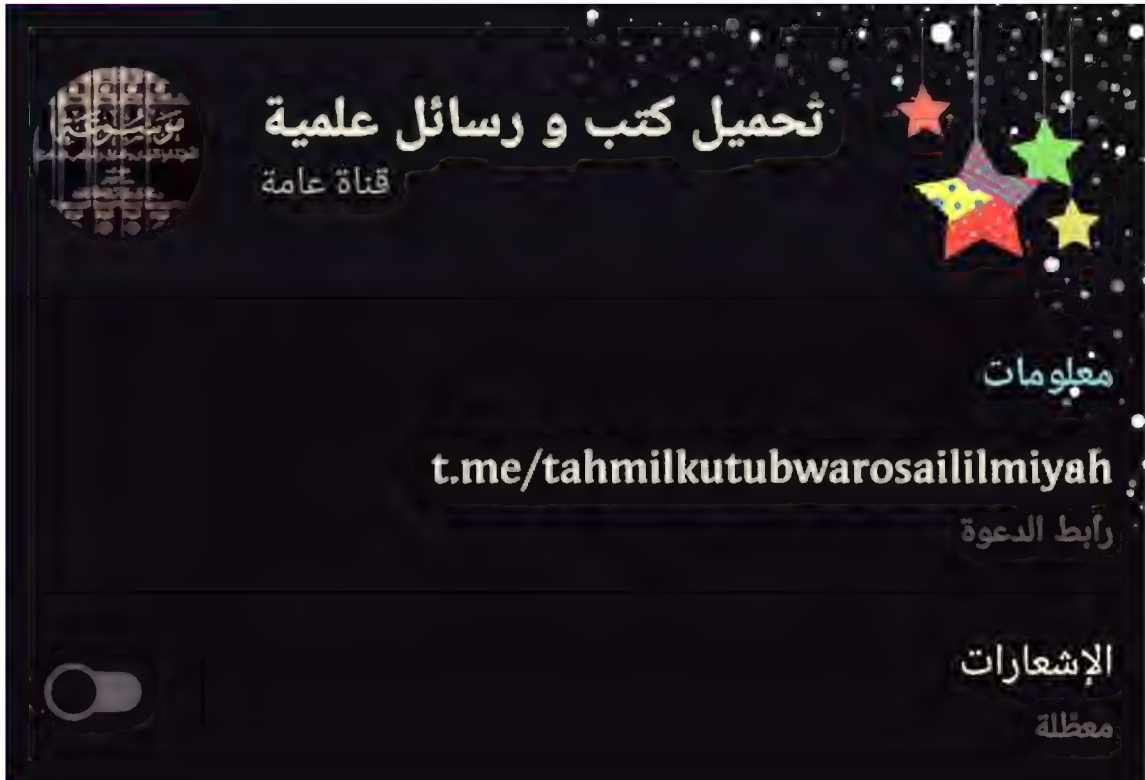 تحميل كتب و رسائل علمية
قناة عامة
معلومات
t.me/tahmilkutubwarosaililmiyah
رابط الدعوة
الإشعارات
معطلة